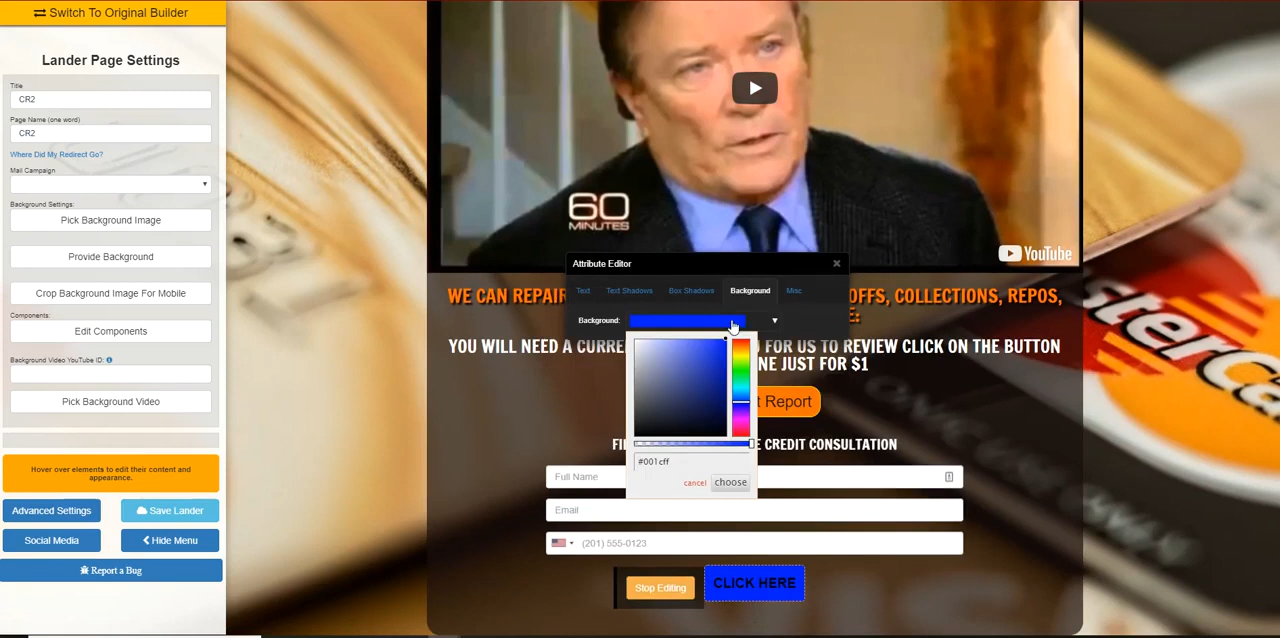 Switch To Original Builder
Lander Page Settings
Title
CR2
Page Name (one word)
CR2
Where Did My Redirect Go?
Mail Campaign
Background Settings:
Pick Background Image
Provide Background
Crop Background Image For Mobile
Components:
Edit Components
Background Video YouTube ID:
Pick Background Video
Hover over elements to edit their content and
appearance.
Advanced Settings
Save Lander
Social Media
Hide Menu
Report a Bug
60
MINUTES
YouTube
Attribute Editor
Text Text Shadows Box Shadows Background Misc
Background:
#001cff
cancel choose
WE CAN REPAIR OFFS, COLLECTIONS, REPOS,
YOU WILL NEED A FOR US TO REVIEW CLICK ON THE BUTTON
JUST FOR $1
Report
CREDIT CONSULTATION
Full Name
Email
(201) 555-0123
Stop Editing
CLICK HERE